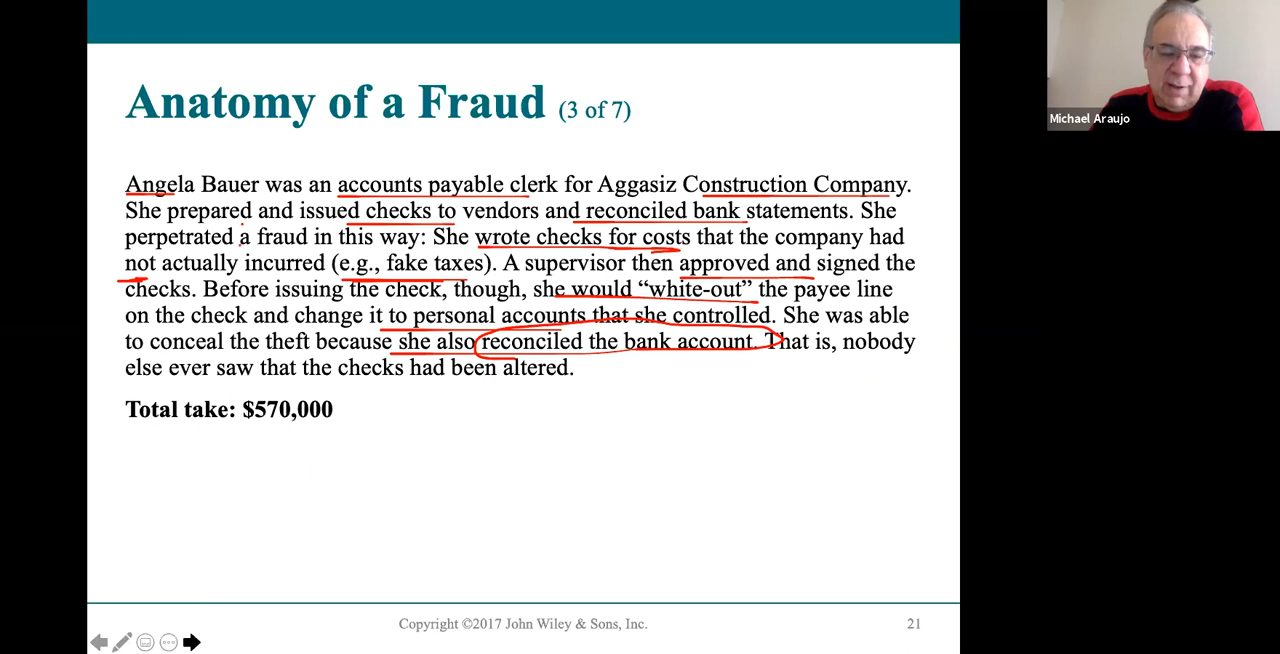 Anatomy of a Fraud (3 of 7)
Michael Araujo
Angela Bauer was an accounts payable clerk for Aggasiz Construction Company.
She prepared and issued checks to vendors and reconciled bank statements. She
perpetrated a fraud in this way: She wrote checks for costs that the company had
not actually incurred (e.g., fake taxes). A supervisor then approved and signed the
checks. Before issuing the check, though, she would “white-out” the payee line
on the check and change it to personal accounts that she controlled. She was able
to conceal the theft because she also reconciled the bank account. That is, nobody
else ever saw that the checks had been altered.
Total take: $570,000
Copyright ©2017 John Wiley & Sons, Inc.
21